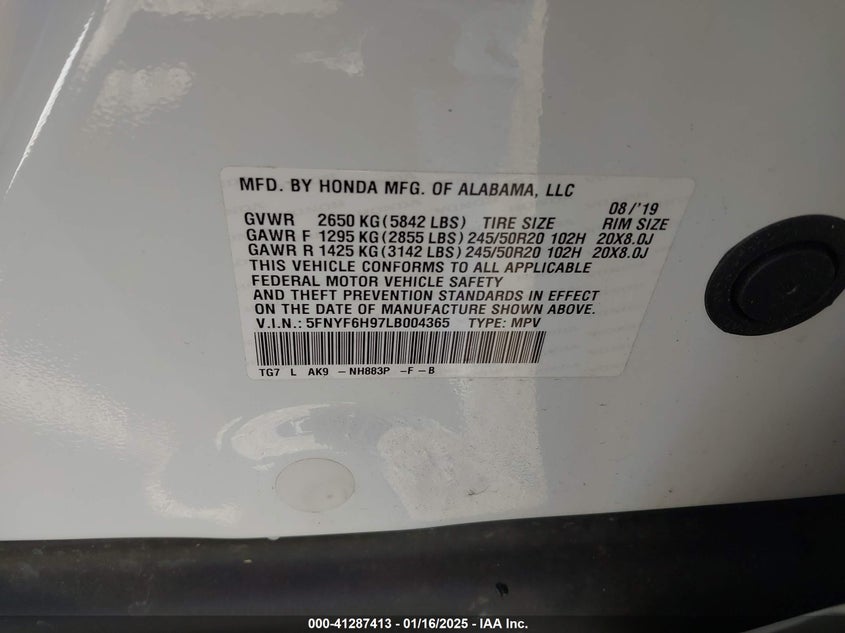 MFD. BY HONDA MFG. OF ALABAMA, LLC
08/'19
GVWR 2650 KG(5842 LBS) TIRE SIZE RIM SIZE
GAWR F 1295 KG(2855 LBS) 245/50R20 102H 20X8.0J
GAWR R 1425 KG(3142 LBS) 245/50R20 102H 20X8.0J
THIS VEHICLE CONFORMS TO ALL APPLICABLE
FEDERAL MOTOR VEHICLE SAFETY
AND THEFT PREVENTION STANDARDS IN EFFECT
ON THE DATE OF MANUFACTURE SHOWN ABOVE.
V.I.N.: 5FNYF6H97LB004365 TYPE: MPV
TG7 L AK9 -NH883P -F-B
000-41287413 - 01/16/2025 - IAA Inc.